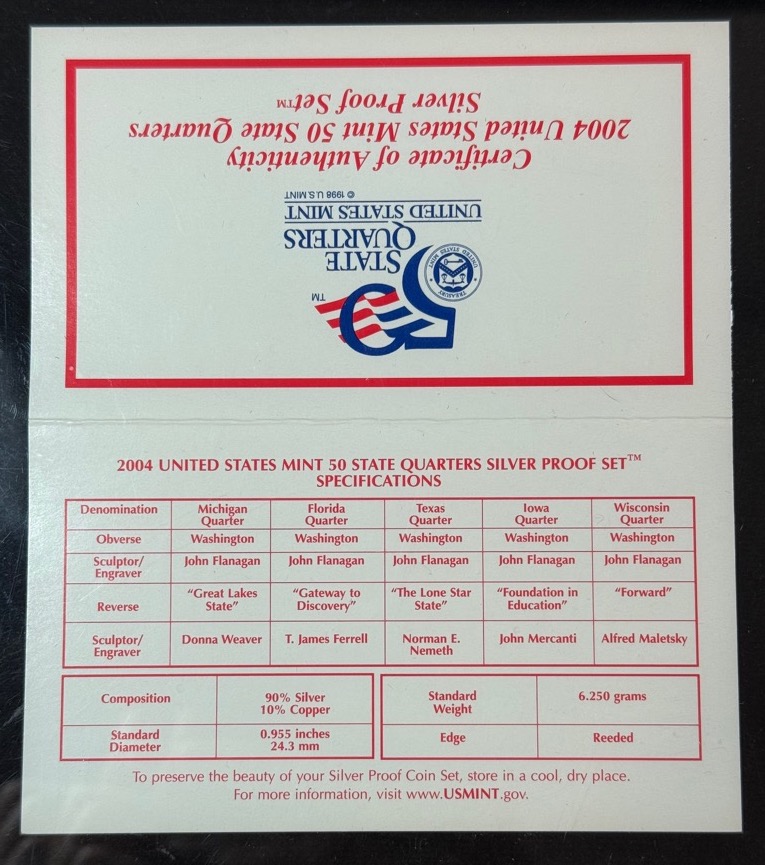 Certificate of Authenticity
2004 United States Mint 50 State Quarters
Silver Proof Set™
50
TM
STATE
QUARTERS
UNITED STATES MINT
© 1998 U.S. MINT
TREASURY
UNITED STATES MINT
2004 UNITED STATES MINT 50 STATE QUARTERS SILVER PROOF SET™
SPECIFICATIONS
Denomination Michigan Quarter Florida Quarter Texas Quarter Iowa Quarter Wisconsin Quarter
Obverse Washington Washington Washington Washington Washington
Sculptor/ Engraver John Flanagan John Flanagan John Flanagan John Flanagan John Flanagan
Reverse “Great Lakes State” “Gateway to Discovery” “The Lone Star State” “Foundation in Education” “Forward”
Sculptor/ Engraver Donna Weaver T. James Ferrell Norman E. Nemeth John Mercanti Alfred Maletsky
Composition 90% Silver 10% Copper
Standard Diameter 0.955 inches 24.3 mm
Standard Weight 6.250 grams
Edge Reeded
To preserve the beauty of your Silver Proof Coin Set, store in a cool, dry place.
For more information, visit www.USMINT.gov.